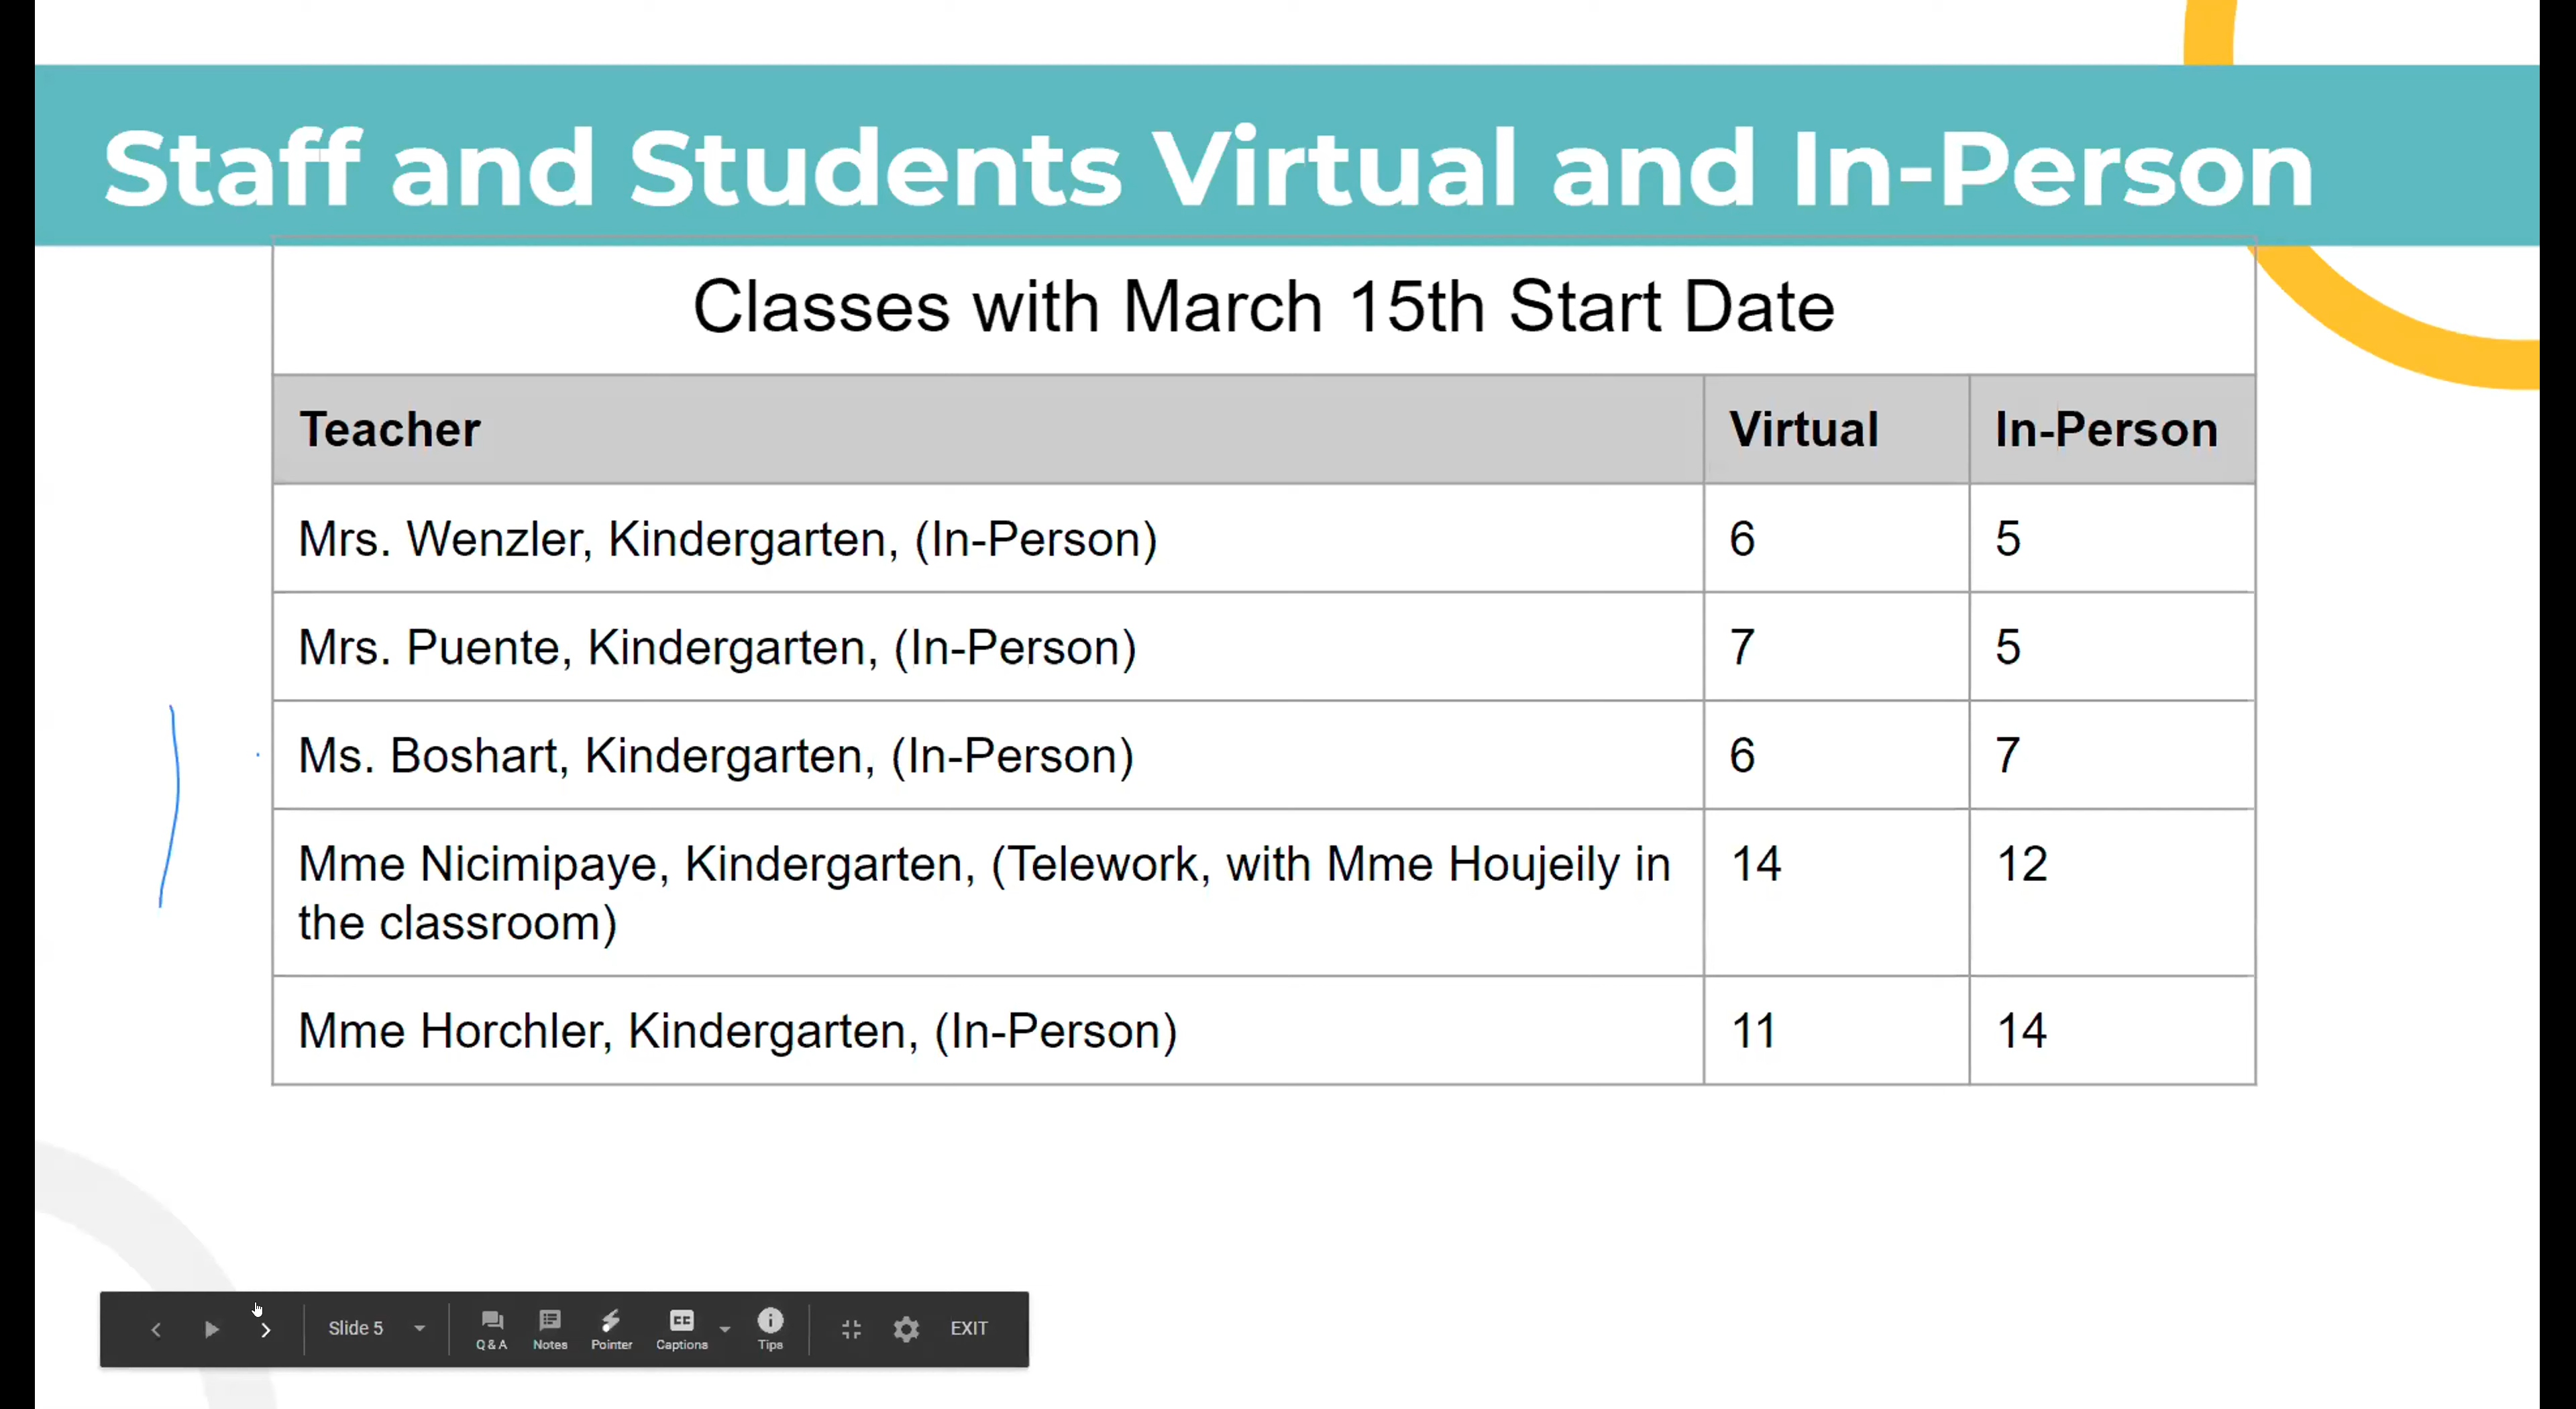 Staff and Students Virtual and In-Person
Classes with March 15th Start Date
Teacher Virtual In-Person
Mrs. Wenzler, Kindergarten, (In-Person) 6 5
Mrs. Puente, Kindergarten, (In-Person) 7 5
Ms. Boshart, Kindergarten, (In-Person) 6 7
Mme Nicimipaye, Kindergarten, (Telework, with Mme Houjeily in 14 12
the classroom)
Mme Horchler, Kindergarten, (In-Person) 11 14
Slide 5 Q & A Notes Pointer CC Captions Tips EXIT